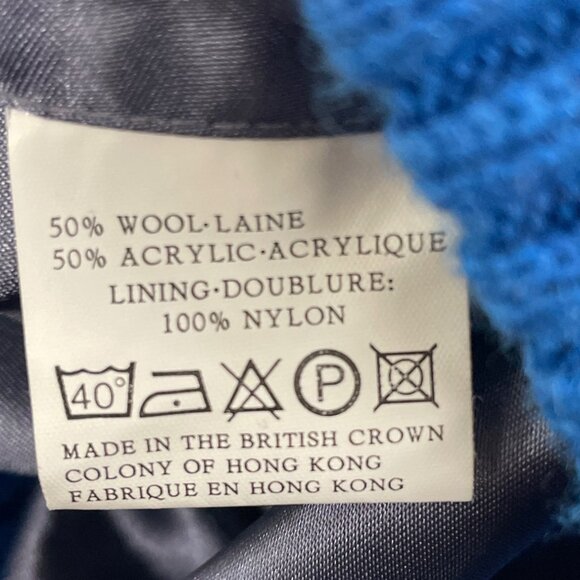 50% WOOL·LAINE
50% ACRYLIC·ACRYLIQUE
LINING·DOUBLURE:
100% NYLON
40° P
MADE IN THE BRITISH CROWN
COLONY OF HONG KONG
FABRIQUE EN HONG KONG